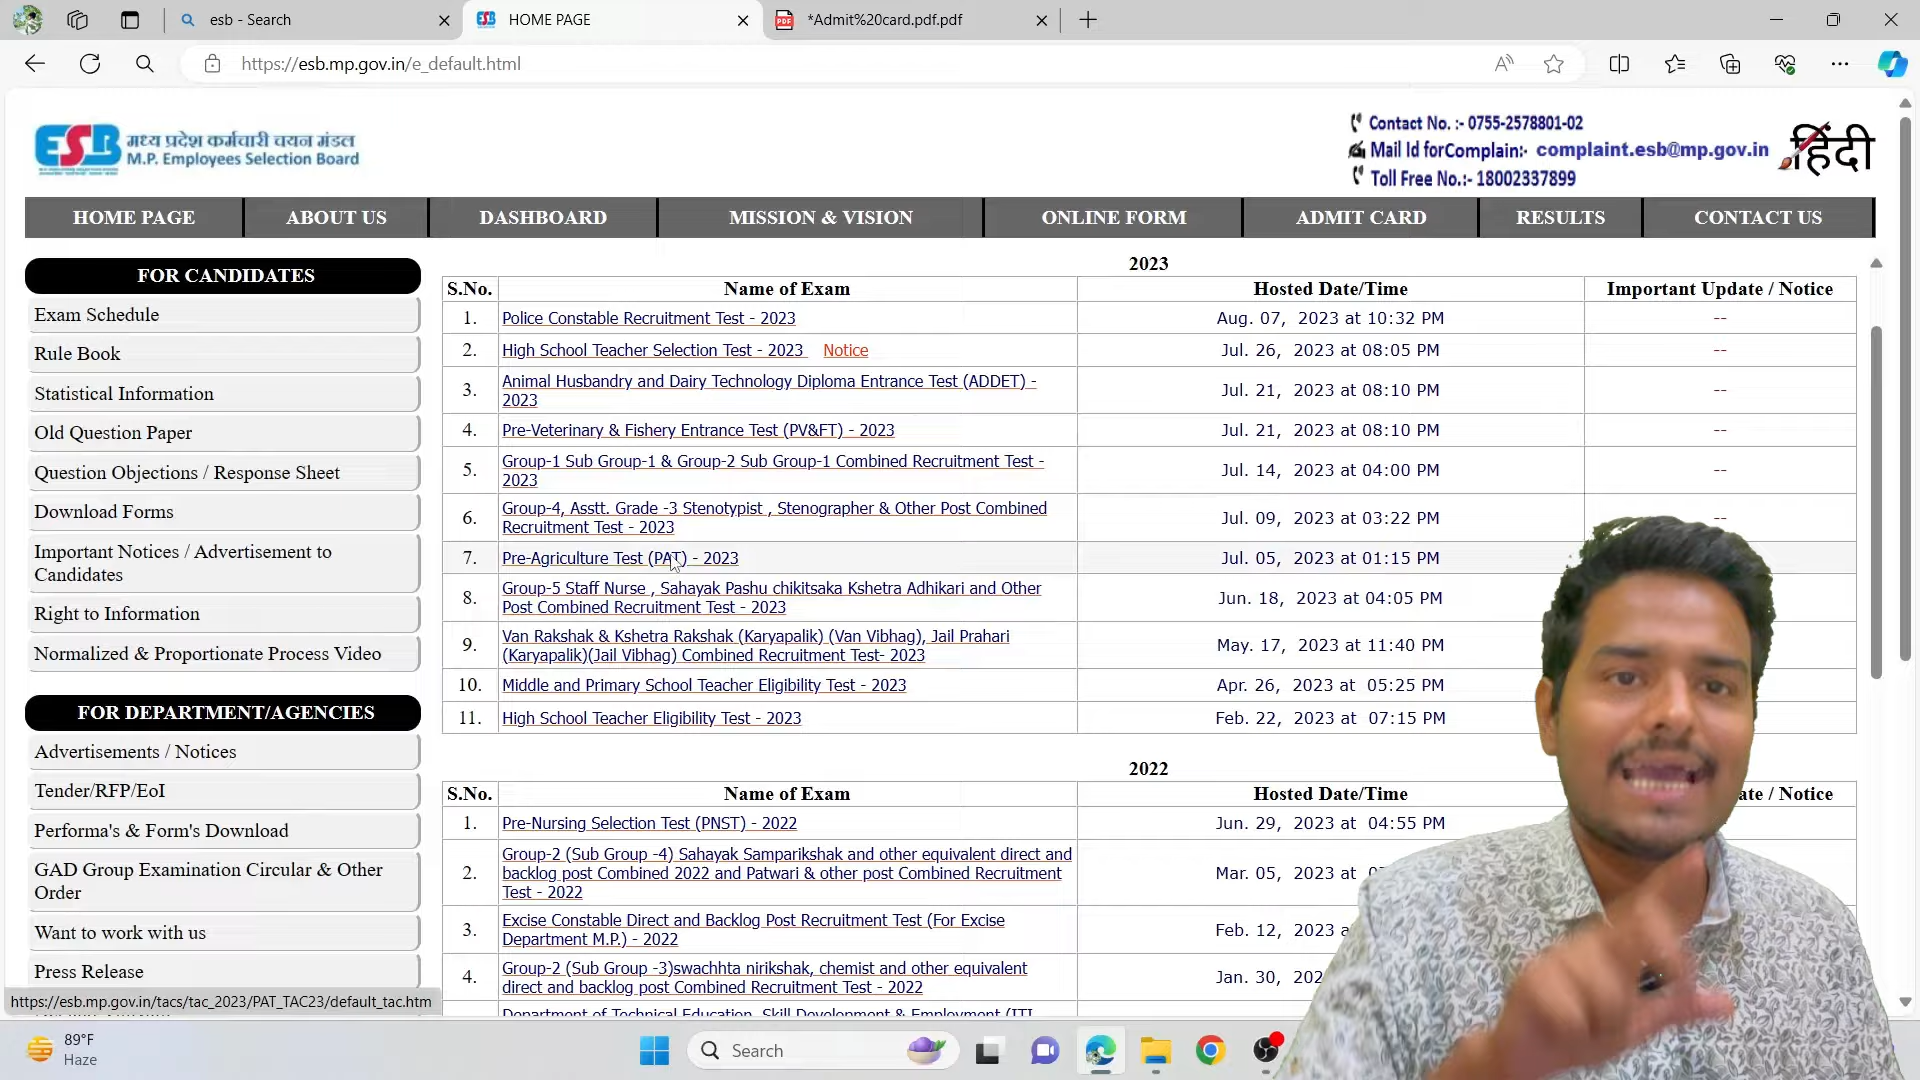 esb - Search
HOME PAGE
*Admit%20card.pdf.pdf
https://esb.mp.gov.in/e_default.html
ESB
मध्य प्रदेश कर्मचारी चयन मंडल
M.P. Employees Selection Board
Contact No. :- 0755-2578801-02
Mail Id forComplain:- complaint.esb@mp.gov.in
Toll Free No.:- 18002337899
हिंदी
HOME PAGE ABOUT US DASHBOARD MISSION & VISION ONLINE FORM ADMIT CARD RESULTS CONTACT US
FOR CANDIDATES
Exam Schedule
Rule Book
Statistical Information
Old Question Paper
Question Objections / Response Sheet
Download Forms
Important Notices / Advertisement to
Candidates
Right to Information
Normalized & Proportionate Process Video
FOR DEPARTMENT/AGENCIES
Advertisements / Notices
Tender/RFP/EoI
Performa's & Form's Download
GAD Group Examination Circular & Other
Order
Want to work with us
Press Release
2023
S.No. Name of Exam Hosted Date/Time Important Update / Notice
1. Police Constable Recruitment Test - 2023 Aug. 07, 2023 at 10:32 PM --
2. High School Teacher Selection Test - 2023 Notice Jul. 26, 2023 at 08:05 PM --
3. Animal Husbandry and Dairy Technology Diploma Entrance Test (ADDET) -
2023 Jul. 21, 2023 at 08:10 PM --
4. Pre-Veterinary & Fishery Entrance Test (PV&FT) - 2023 Jul. 21, 2023 at 08:10 PM --
5. Group-1 Sub Group-1 & Group-2 Sub Group-1 Combined Recruitment Test -
2023 Jul. 14, 2023 at 04:00 PM --
6. Group-4, Asstt. Grade -3 Stenotypist , Stenographer & Other Post Combined
Recruitment Test - 2023 Jul. 09, 2023 at 03:22 PM --
7. Pre-Agriculture Test (PAT) - 2023 Jul. 05, 2023 at 01:15 PM
8. Group-5 Staff Nurse , Sahayak Pashu chikitsaka Kshetra Adhikari and Other
Post Combined Recruitment Test - 2023 Jun. 18, 2023 at 04:05 PM
9. Van Rakshak & Kshetra Rakshak (Karyapalik) (Van Vibhag), Jail Prahari
(Karyapalik)(Jail Vibhag) Combined Recruitment Test- 2023 May. 17, 2023 at 11:40 PM
10. Middle and Primary School Teacher Eligibility Test - 2023 Apr. 26, 2023 at 05:25 PM
11. High School Teacher Eligibility Test - 2023 Feb. 22, 2023 at 07:15 PM
2022
S.No. Name of Exam Hosted Date/Time ate / Notice
1. Pre-Nursing Selection Test (PNST) - 2022 Jun. 29, 2023 at 04:55 PM
2. Group-2 (Sub Group -4) Sahayak Samparikshak and other equivalent direct and
backlog post Combined 2022 and Patwari & other post Combined Recruitment
Test - 2022 Mar. 05, 2023 at
3. Excise Constable Direct and Backlog Post Recruitment Test (For Excise
Department M.P.) - 2022 Feb. 12, 2023
4. Group-2 (Sub Group -3)swachhta nirikshak, chemist and other equivalent
direct and backlog post Combined Recruitment Test - 2022 Jan. 30, 202
Department of Technical Education, Skill Development & Employment (ITI
https://esb.mp.gov.in/tacs/tac_2023/PAT_TAC23/default_tac.htm
89°F
Haze
Search